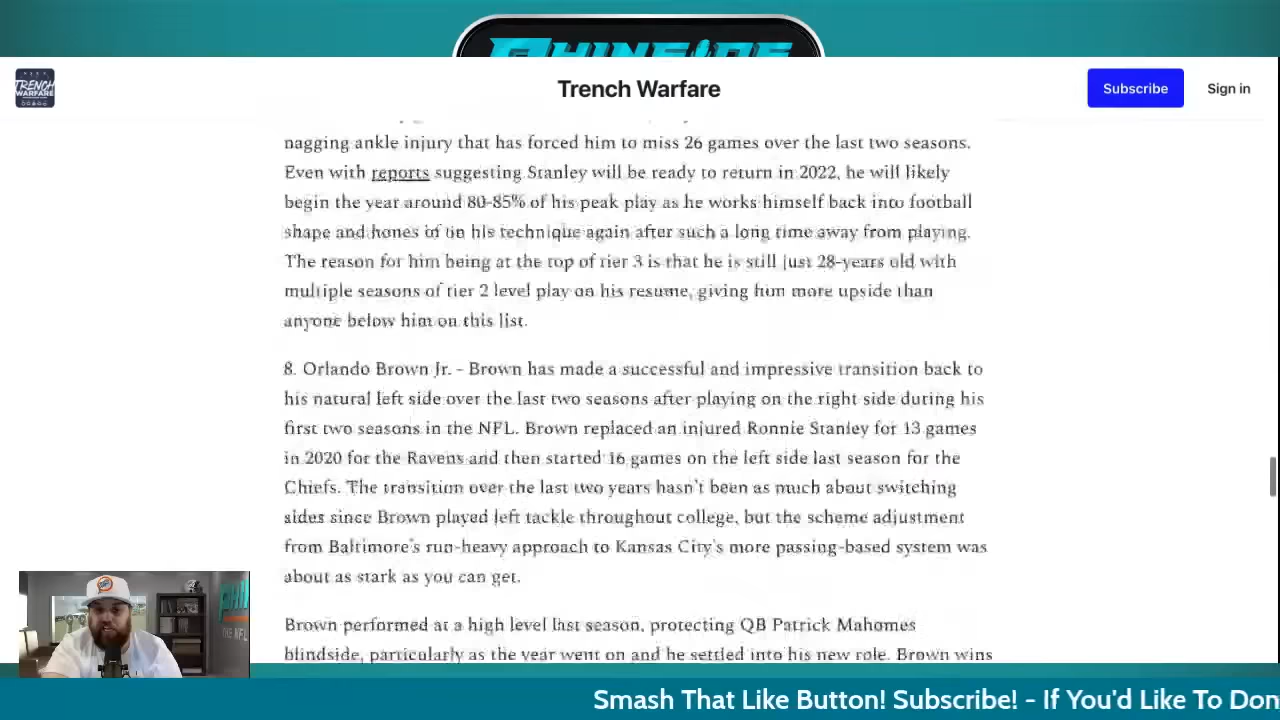 TRENCH
WARFARE
Trench Warfare
Subscribe
Sign in
nagging ankle injury that has forced him to miss 26 games over the last two seasons.
Even with reports suggesting Stanley will be ready to return in 2022, he will likely
begin the year around 80-85% of his peak play as he works himself back into football
shape and hones of in his technique again after such a long time away from playing.
The reason for him being at the top of tier 3 is that he is still just 28-years old with
multiple seasons of tier 2 level play on his resume, giving him more upside than
anyone below him on this list.
8. Orlando Brown Jr. - Brown has made a successful and impressive transition back to
his natural left side over the last two seasons after playing on the right side during his
first two seasons in the NFL. Brown replaced an injured Ronnie Stanley for 13 games
in 2020 for the Ravens and then started 16 games on the left side last season for the
Chiefs. The transition over the last two years hasn't been as much about switching
sides since Brown played left tackle throughout college, but the scheme adjustment
from Baltimore's run-heavy approach to Kansas City's more passing-based system was
about as stark as you can get.
Brown performed at a high level last season, protecting QB Patrick Mahomes
blindside, particularly as the year went on and he settled into his new role. Brown wins
Smash That Like Button! Subscribe! - If You'd Like To Don